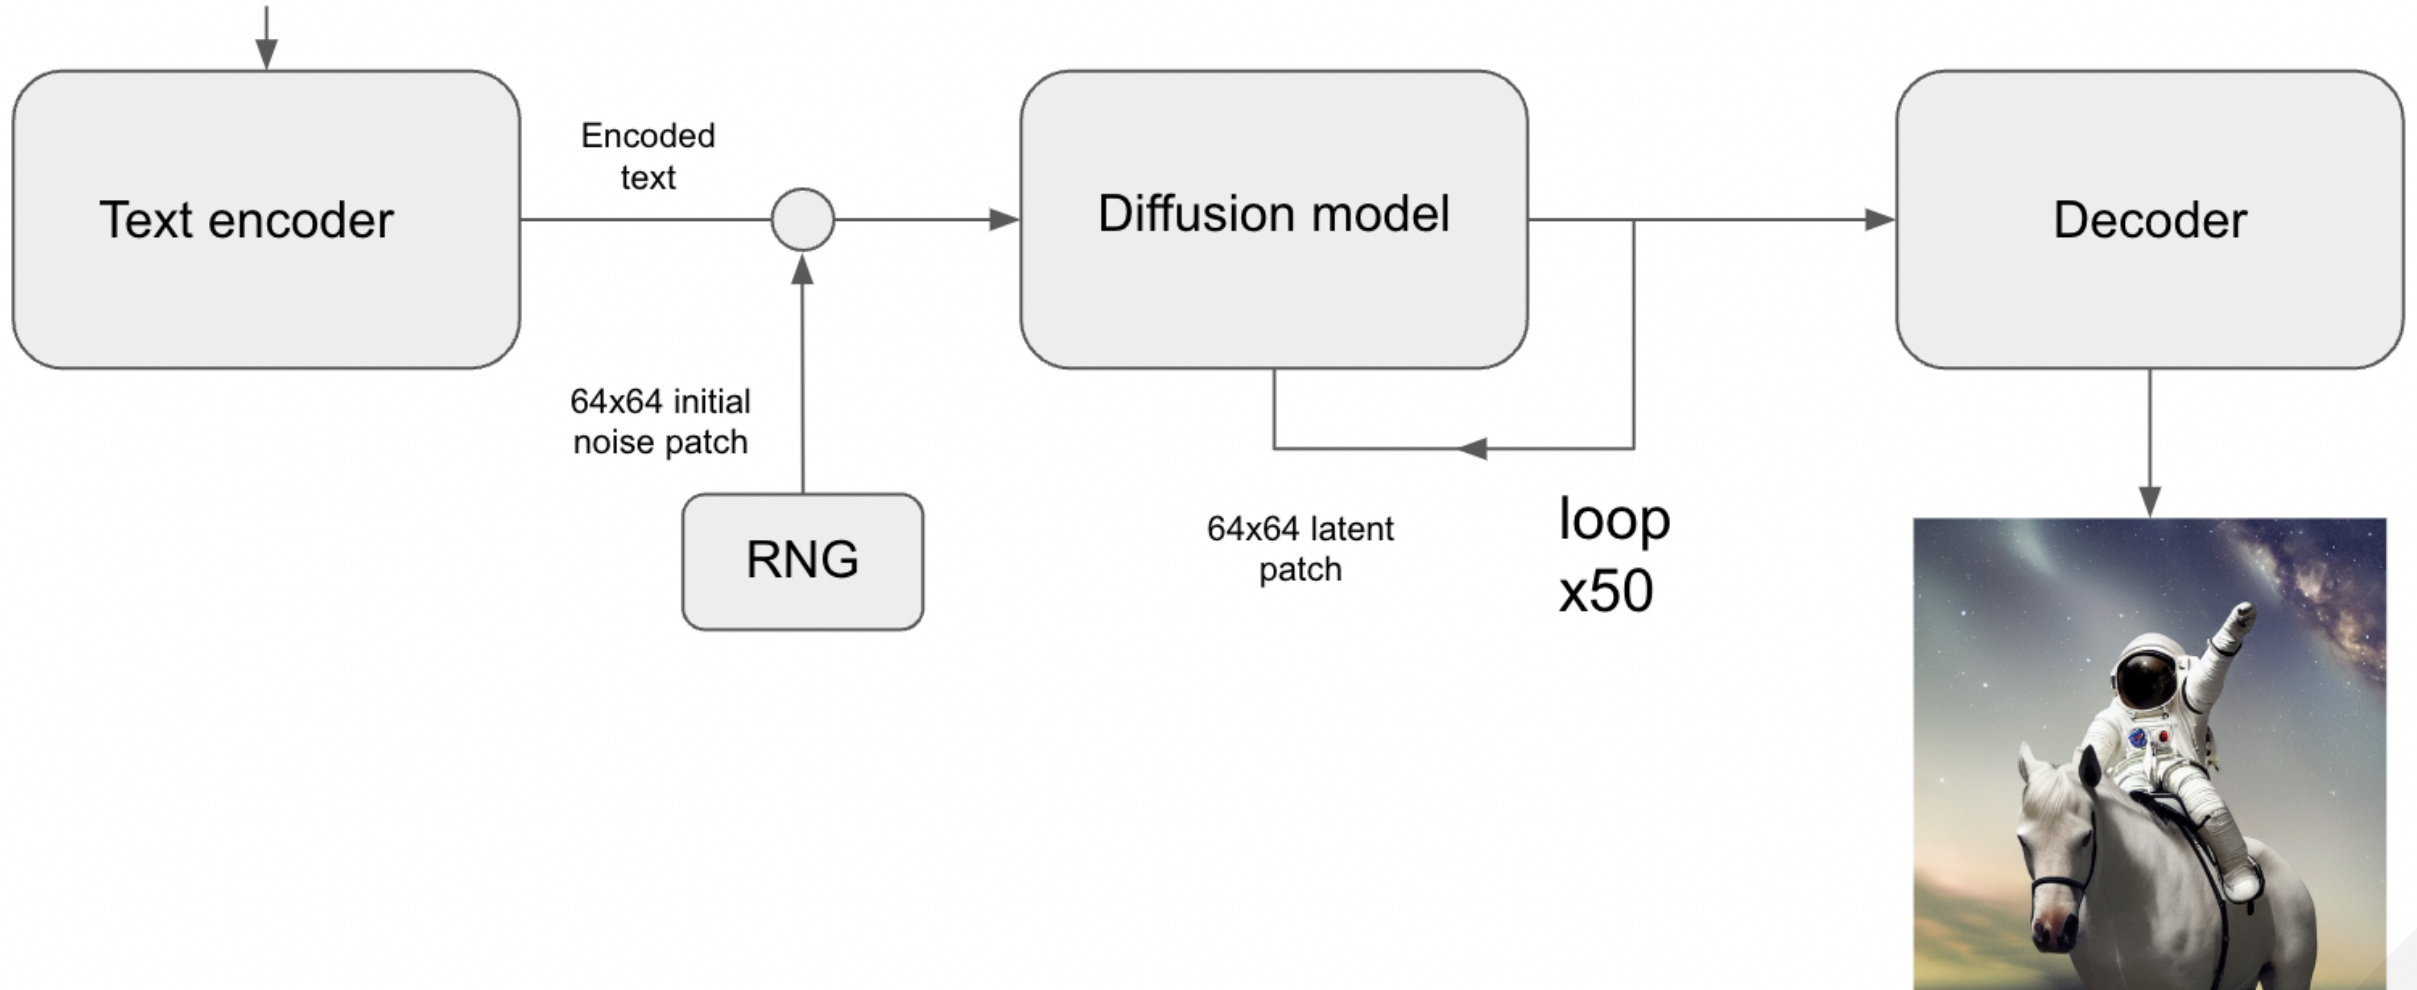 Text encoder
Encoded
text
64x64 initial
noise patch
RNG
Diffusion model
64x64 latent
patch
loop
x50
Decoder